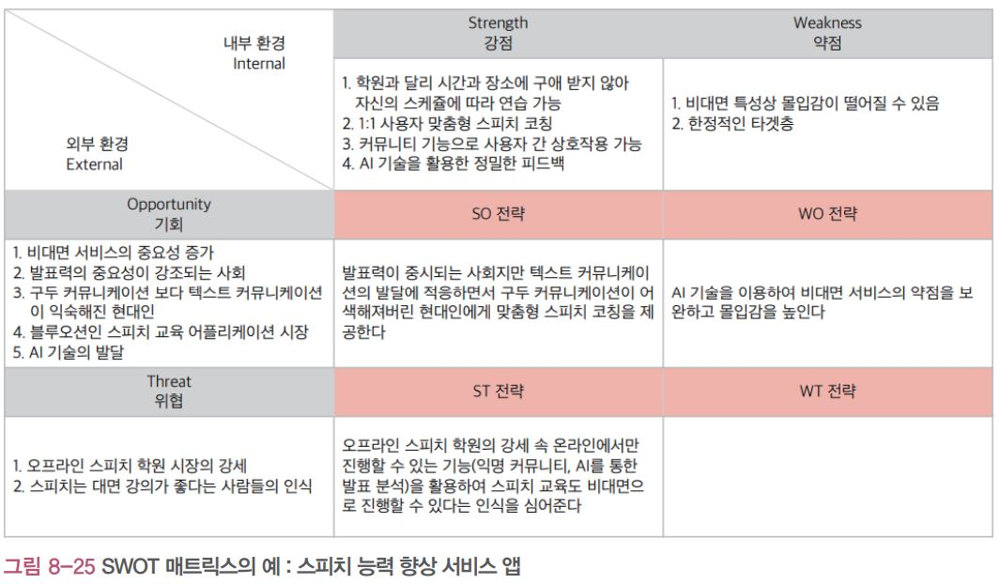 내부 환경
Internal
외부 환경
External
Strength
강점
Weakness
약점
1. 학원과 달리 시간과 장소에 구애 받지 않아
자신의 스케쥴에 따라 연습 가능
2. 1:1 사용자 맞춤형 스피치 코칭
3. 커뮤니티 기능으로 사용자 간 상호작용 가능
4. AI 기술을 활용한 정밀한 피드백
1. 비대면 특성상 몰입감이 떨어질 수 있음
2. 한정적인 타겟층
Opportunity
기회
SO 전략
WO 전략
1. 비대면 서비스의 중요성 증가
2. 발표력의 중요성이 강조되는 사회
3. 구두 커뮤니케이션 보다 텍스트 커뮤니케이션
이 익숙해진 현대인
4. 블루오션인 스피치 교육 어플리케이션 시장
5. AI 기술의 발달
발표력이 중시되는 사회지만 텍스트 커뮤니케이
션의 발달에 적응하면서 구두 커뮤니케이션이 어
색해져버린 현대인에게 맞춤형 스피치 코칭을 제
공한다
AI 기술을 이용하여 비대면 서비스의 약점을 보
완하고 몰입감을 높인다
Threat
위협
ST 전략
WT 전략
1. 오프라인 스피치 학원 시장의 강세
2. 스피치는 대면 강의가 좋다는 사람들의 인식
오프라인 스피치 학원의 강세 속 온라인에서만
진행할 수 있는 기능(익명 커뮤니티, AI를 통한
발표 분석)을 활용하여 스피치 교육도 비대면으
로 진행할 수 있다는 인식을 심어준다
그림 8-25 SWOT 매트릭스의 예 : 스피치 능력 향상 서비스 앱